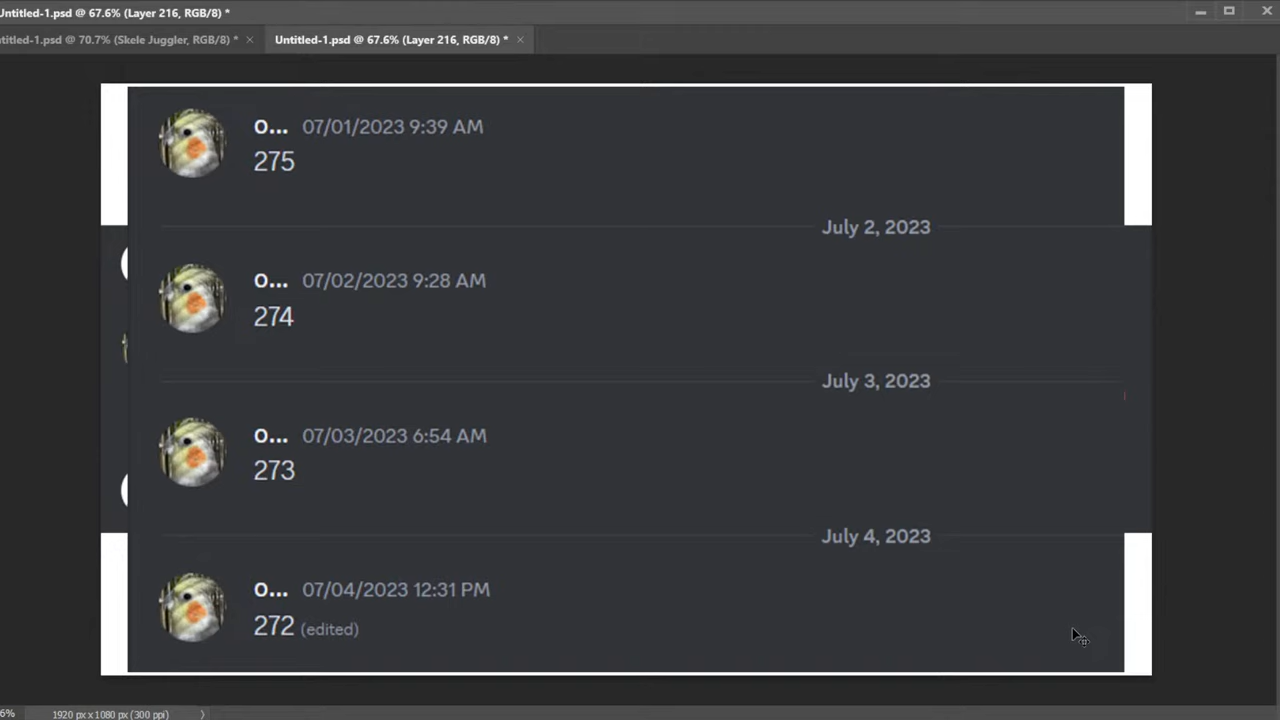 Untitled-1.psd @ 67.6% (Layer 216, RGB/8) *
titled-1.psd @ 70.7% (Skele Juggler, RGB/8) * × Untitled-1.psd @ 67.6% (Layer 216, RGB/8) * ×
O... 07/01/2023 9:39 AM
275
July 2, 2023
O... 07/02/2023 9:28 AM
274
July 3, 2023
O... 07/03/2023 6:54 AM
273
July 4, 2023
O... 07/04/2023 12:31 PM
272 (edited)
6% 1920 px x 1080 px (300 ppi)